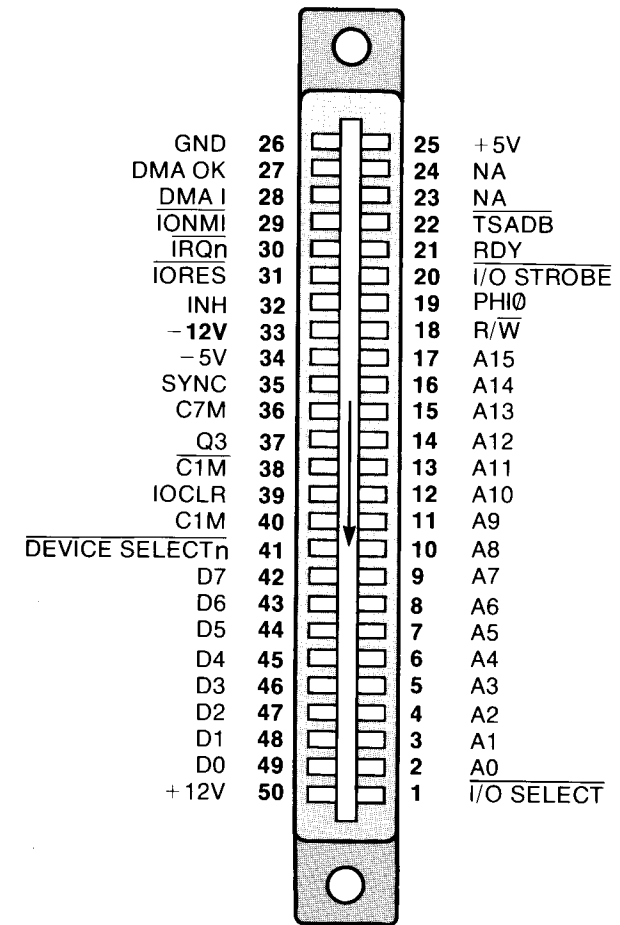 GND 26 25 +5V
DMA OK 27 24 NA
DMA I 28 23 NA
IONMI 29 22 TSADB
IRQn 30 21 RDY
IORES 31 20 I/O STROBE
INH 32 19 PHIØ
−12V 33 18 R/W
−5V 34 17 A15
SYNC 35 16 A14
C7M 36 15 A13
Q3 37 14 A12
C1M 38 13 A11
IOCLR 39 12 A10
C1M 40 11 A9
DEVICE SELECTn 41 10 A8
D7 42 9 A7
D6 43 8 A6
D5 44 7 A5
D4 45 6 A4
D3 46 5 A3
D2 47 4 A2
D1 48 3 A1
D0 49 2 A0
+12V 50 1 I/O SELECT